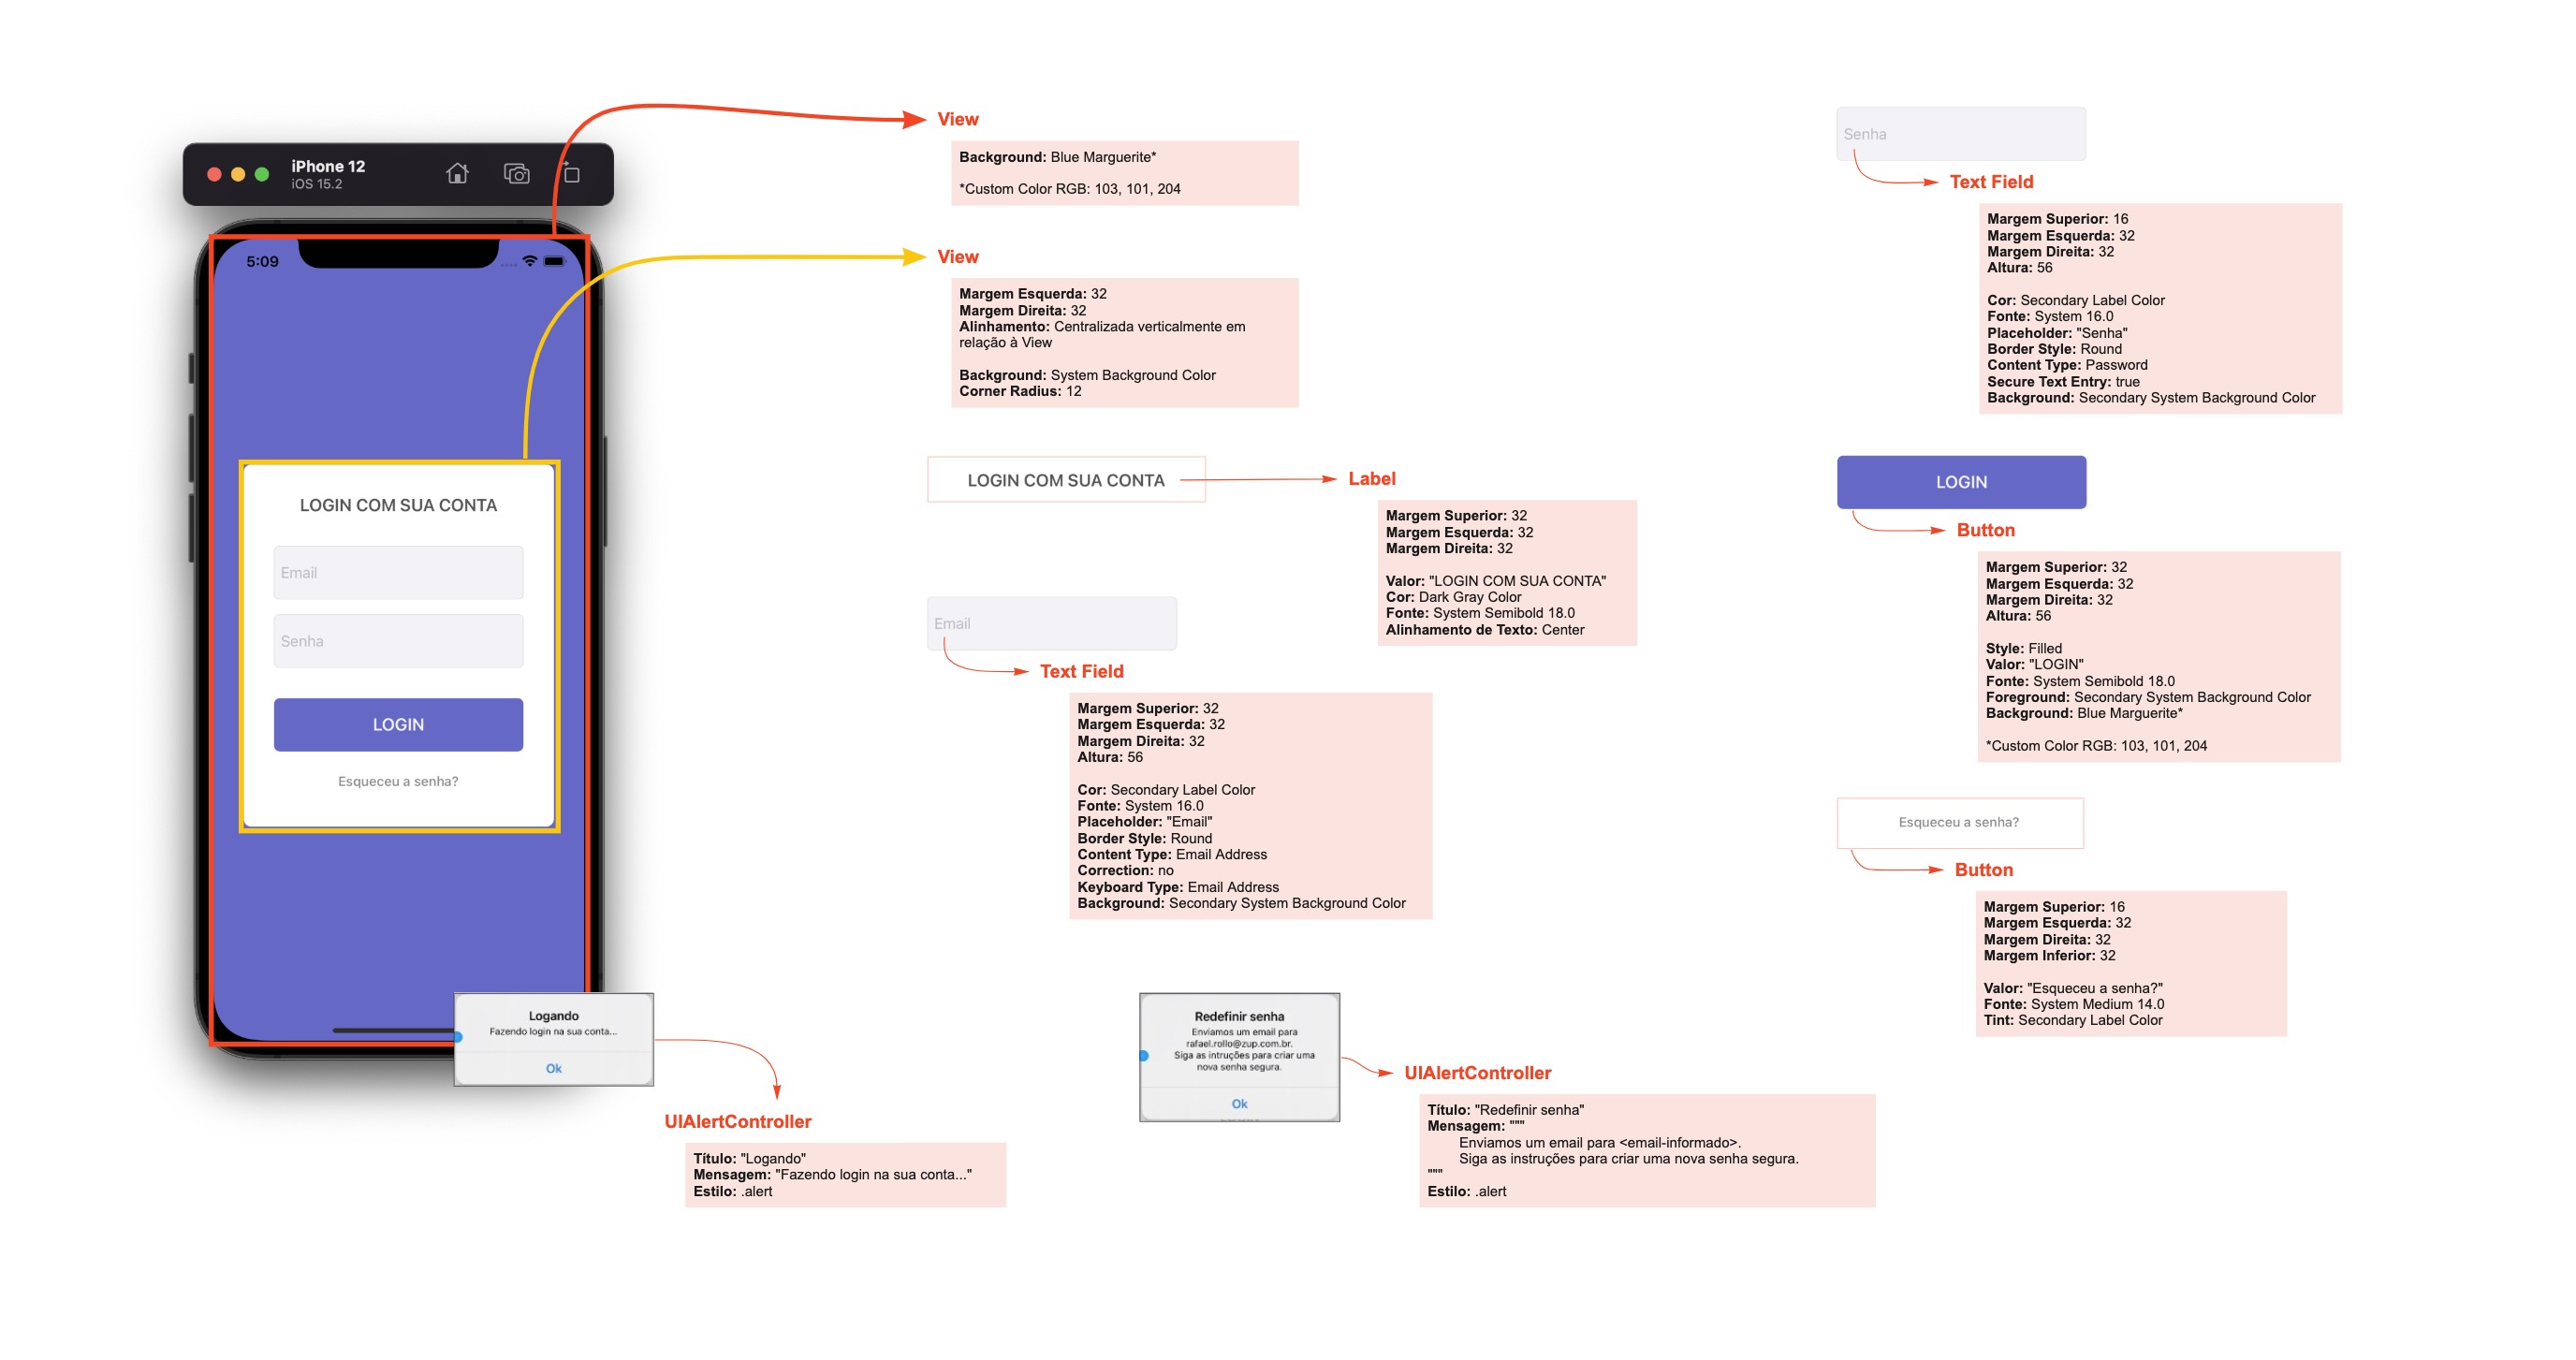 iPhone 12
iOS 15.2
5:09
LOGIN COM SUA CONTA
Email
Senha
LOGIN
Esqueceu a senha?
Logando
Fazendo login na sua conta...
Ok
UIAlertController
Título: "Logando"
Mensagem: "Fazendo login na sua conta..."
Estilo: .alert
View
Background: Blue Marguerite*
*Custom Color RGB: 103, 101, 204
View
Margem Esquerda: 32
Margem Direita: 32
Alinhamento: Centralizada verticalmente em
relação à View
Background: System Background Color
Corner Radius: 12
LOGIN COM SUA CONTA
Label
Margem Superior: 32
Margem Esquerda: 32
Margem Direita: 32
Valor: "LOGIN COM SUA CONTA"
Cor: Dark Gray Color
Fonte: System Semibold 18.0
Alinhamento de Texto: Center
Email
Text Field
Margem Superior: 32
Margem Esquerda: 32
Margem Direita: 32
Altura: 56
Cor: Secondary Label Color
Fonte: System 16.0
Placeholder: "Email"
Border Style: Round
Content Type: Email Address
Correction: no
Keyboard Type: Email Address
Background: Secondary System Background Color
Redefinir senha
Enviamos um email para
rafael.rollo@zup.com.br.
Siga as intruções para criar uma
nova senha segura.
Ok
UIAlertController
Título: "Redefinir senha"
Mensagem: """
Enviamos um email para <email-informado>.
Siga as instruções para criar uma nova senha segura.
"""
Estilo: .alert
Senha
Text Field
Margem Superior: 16
Margem Esquerda: 32
Margem Direita: 32
Altura: 56
Cor: Secondary Label Color
Fonte: System 16.0
Placeholder: "Senha"
Border Style: Round
Content Type: Password
Secure Text Entry: true
Background: Secondary System Background Color
LOGIN
Button
Margem Superior: 32
Margem Esquerda: 32
Margem Direita: 32
Altura: 56
Style: Filled
Valor: "LOGIN"
Fonte: System Semibold 18.0
Foreground: Secondary System Background Color
Background: Blue Marguerite*
*Custom Color RGB: 103, 101, 204
Esqueceu a senha?
Button
Margem Superior: 16
Margem Esquerda: 32
Margem Direita: 32
Margem Inferior: 32
Valor: "Esqueceu a senha?"
Fonte: System Medium 14.0
Tint: Secondary Label Color